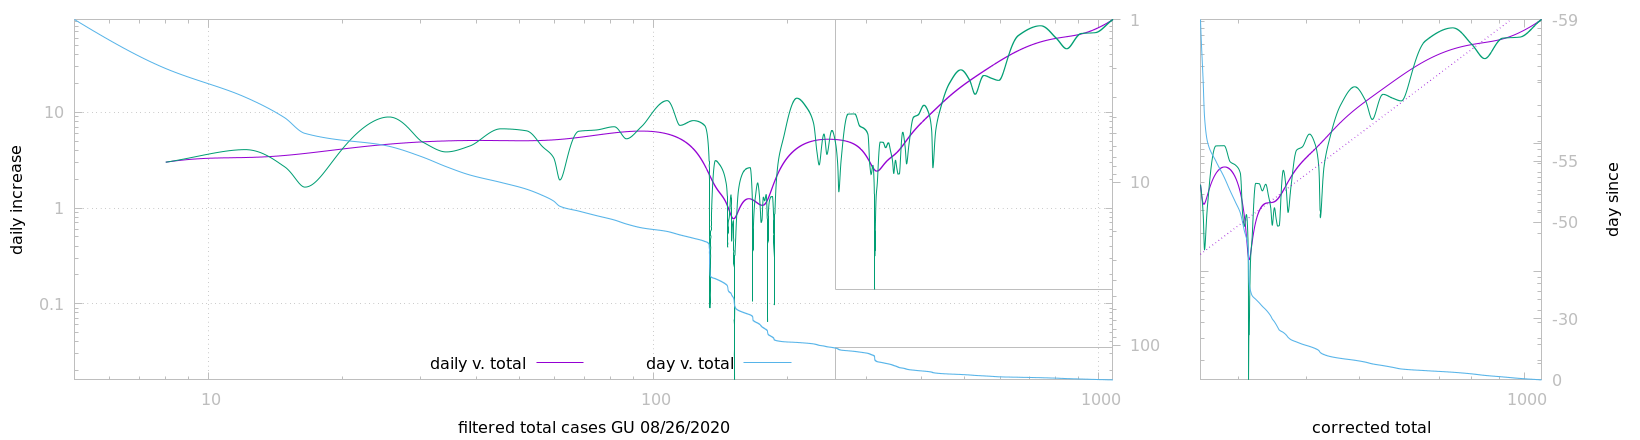 1
-59
10
daily increase
-55
day since
10
1
-50
0.1
-30
100
daily v. total
day v. total
0
10
100
1000
1000
filtered total cases GU 08/26/2020
corrected total